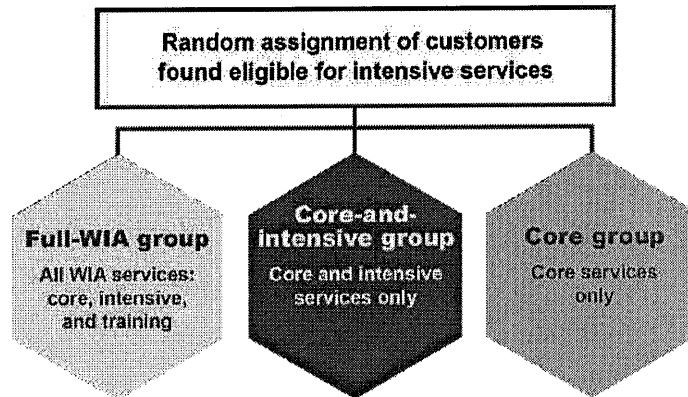 Random assignment of customers
found eligible for intensive services
Full-WIA group
All WIA services:
core, intensive,
and training
Core-and-
intensive group
Core and intensive
services only
Core group
Core services
only